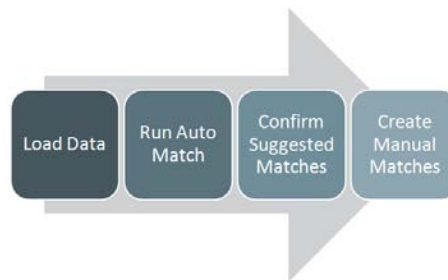 Load Data
Run Auto
Match
Confirm
Suggested
Matches
Create
Manual
Matches